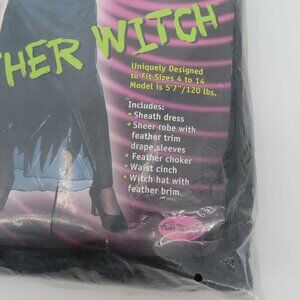 THER WITCH
Uniquely Designed
to Fit Sizes 4 to 14
Model is 5'7"/120 lbs.
Includes:
• Sheath dress
• Sheer robe with
feather trim
drape sleeves
• Feather choker
• Waist cinch
• Witch hat with
feather brim.